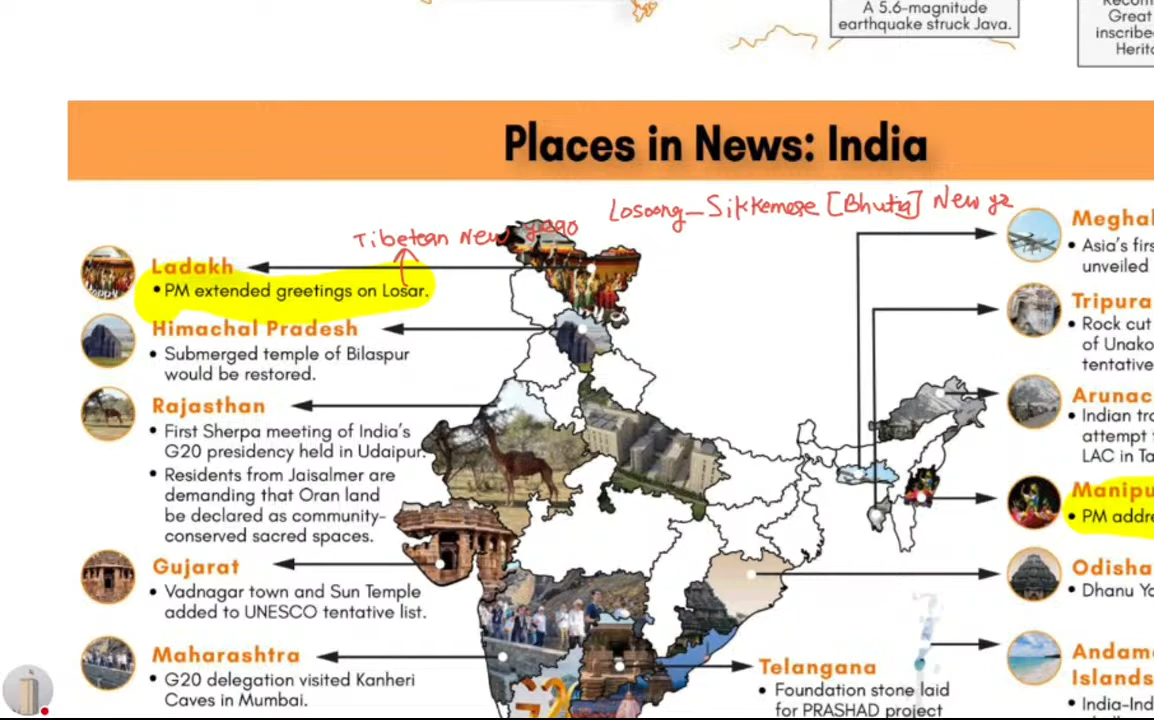 A 5.6-magnitude
earthquake struck Java.
Great
inscribe
Herit
Places in News: India
Losoong - Sikkemese [Bhutia] New
Tibetan New
Ladakh
• PM extended greetings on Losar.
Himachal Pradesh
• Submerged temple of Bilaspur
would be restored.
Rajasthan
• First Sherpa meeting of India's
G20 presidency held in Udaipur.
• Residents from Jaisalmer are
demanding that Oran land
be declared as community-
conserved sacred spaces.
Gujarat
• Vadnagar town and Sun Temple
added to UNESCO tentative list.
Maharashtra
• G20 delegation visited Kanheri
Caves in Mumbai.
Telangana
• Foundation stone laid
for PRASHAD project
Meghal
• Asia's firs
unveiled
Tripura
• Rock cut
of Unako
tentative
Arunac
• Indian tro
attempt
LAC in Ta
Manipu
• PM addre
Odisha
• Dhanu Ya
Andam
Islands
• India-Ind